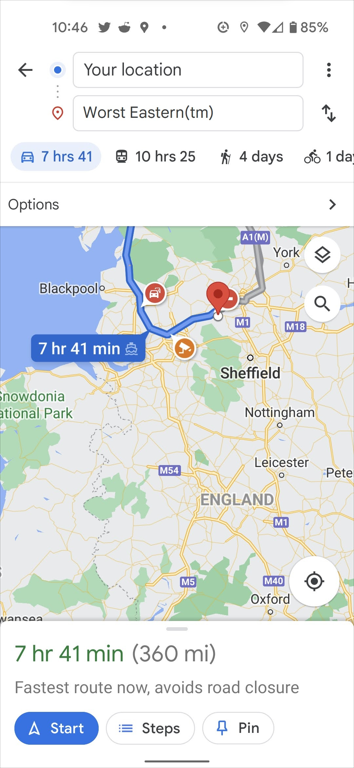 10:46 85%
Your location
Worst Eastern(tm)
7 hrs 41 10 hrs 25 4 days 1 day
Options
A1(M)
York
Blackpool
M1
M18
7 hr 41 min
Sheffield
Snowdonia
ational Park
Nottingham
Leicester
M54
Pete
ENGLAND
M1
M5
M40
Oxford
wansea
7 hr 41 min (360 mi)
Fastest route now, avoids road closure
Start Steps Pin